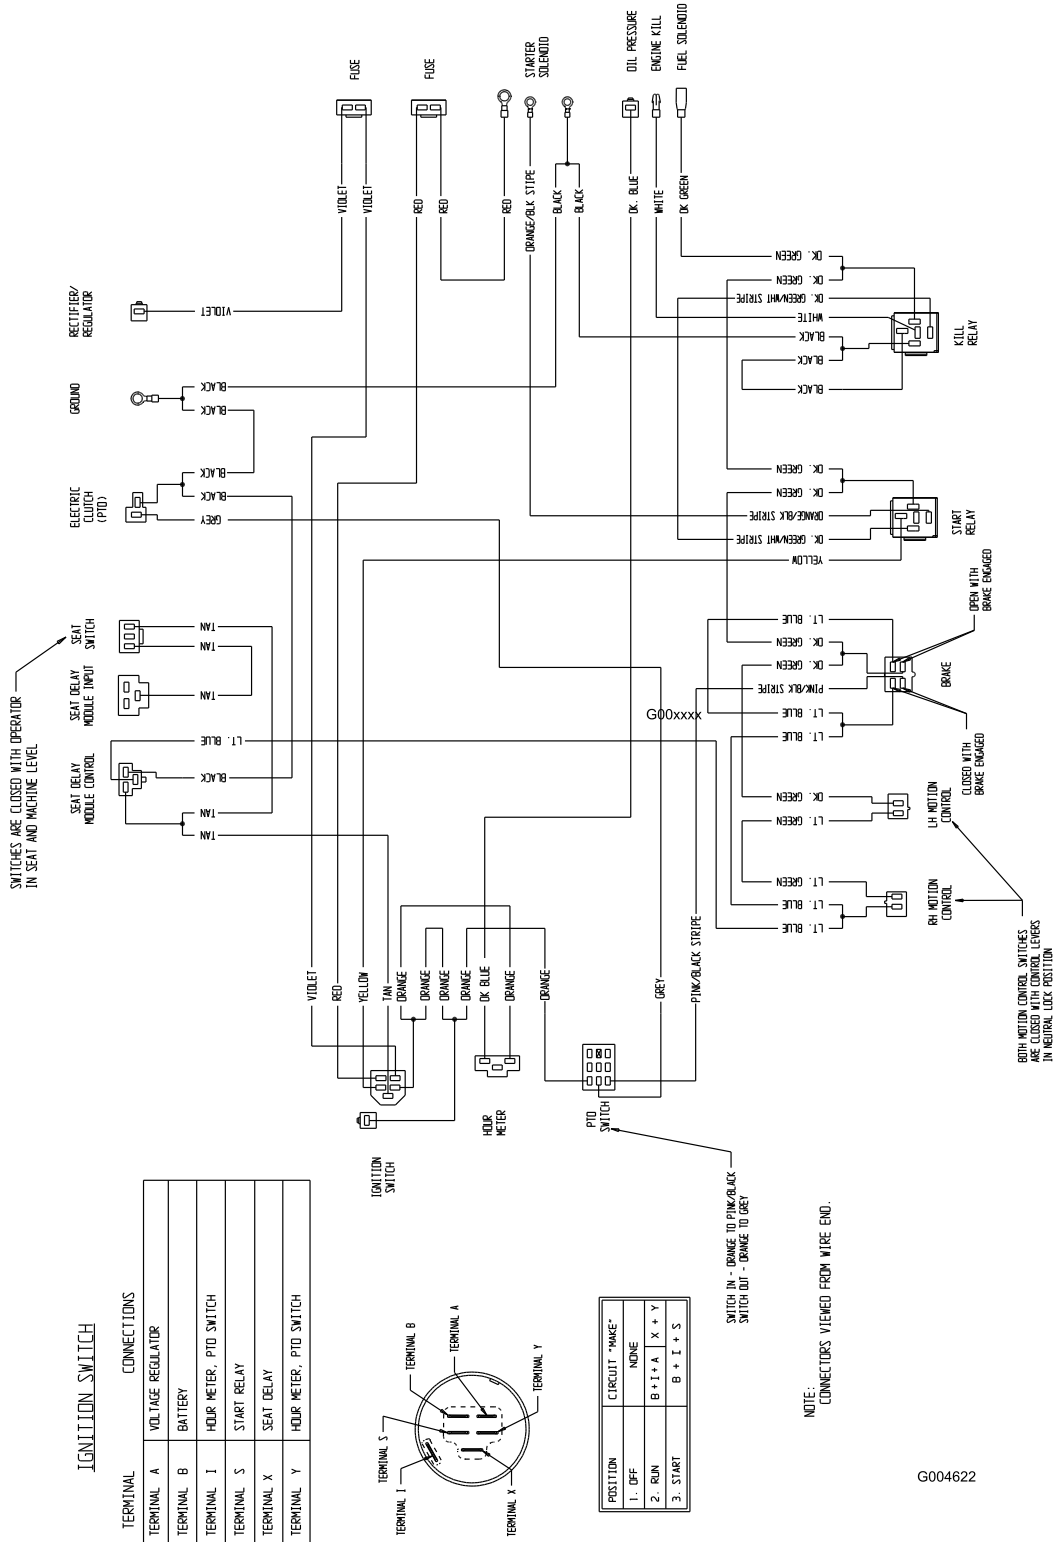 FUSE
FUSE
STARTER
SOLENOID
OIL PRESSURE
ENGINE KILL
FUEL SOLENOID
VIOLET
VIOLET
RED
RED
RED
ORANGE/BLK STIPE
BLACK
BLACK
DK. BLUE
WHITE
DK GREEN
RECTIFIER/
REGULATOR
VIOLET
GROUND
BLACK
BLACK
ELECTRIC
CLUTCH
(PTO)
BLACK
BLACK
GREY
SEAT
SWITCH
TAN
TAN
SEAT DELAY
MODULE INPUT
TAN
SEAT DELAY
MODULE CONTROL
LT. BLUE
BLACK
TAN
TAN
SWITCHES ARE CLOSED WITH OPERATOR
IN SEAT AND MACHINE LEVEL
DK. GREEN
DK. GREEN
DK. GREEN/WHT STRIPE
WHITE
BLACK
BLACK
BLACK
KILL
RELAY
DK. GREEN
DK. GREEN
ORANGE/BLK STRIPE
DK. GREEN/WHT STRIPE
YELLOW
START
RELAY
LT. BLUE
DK. GREEN
DK. GREEN
PINK/BLK STRIPE
LT. BLUE
LT. BLUE
BRAKE
OPEN WITH
BRAKE ENGAGED
CLOSED WITH
BRAKE ENGAGED
G00xxxx
DK. GREEN
LT. GREEN
LH MOTION
CONTROL
LT. GREEN
LT. BLUE
LT. BLUE
RH MOTION
CONTROL
BOTH MOTION CONTROL SWITCHES
ARE CLOSED WITH CONTROL LEVERS
IN NEUTRAL LOCK POSITION
VIOLET
RED
YELLOW
TAN
ORANGE
ORANGE
ORANGE
ORANGE
DK BLUE
ORANGE
ORANGE
GREY
PINK/BLACK STRIPE
IGNITION
SWITCH
HOUR
METER
PTO
SWITCH
SWITCH IN - ORANGE TO PINK/BLACK
SWITCH OUT - ORANGE TO GREY
IGNITION SWITCH
TERMINAL CONNECTIONS
TERMINAL A VOLTAGE REGULATOR
TERMINAL B BATTERY
TERMINAL I HOUR METER, PTO SWITCH
TERMINAL S START RELAY
TERMINAL X SEAT DELAY
TERMINAL Y HOUR METER, PTO SWITCH
TERMINAL I
TERMINAL S
TERMINAL B
TERMINAL A
TERMINAL X
TERMINAL Y
POSITION CIRCUIT "MAKE"
1. OFF NONE
2. RUN B+I+A X + Y
3. START B + I + S
NOTE:
CONNECTORS VIEWED FROM WIRE END.
G004622